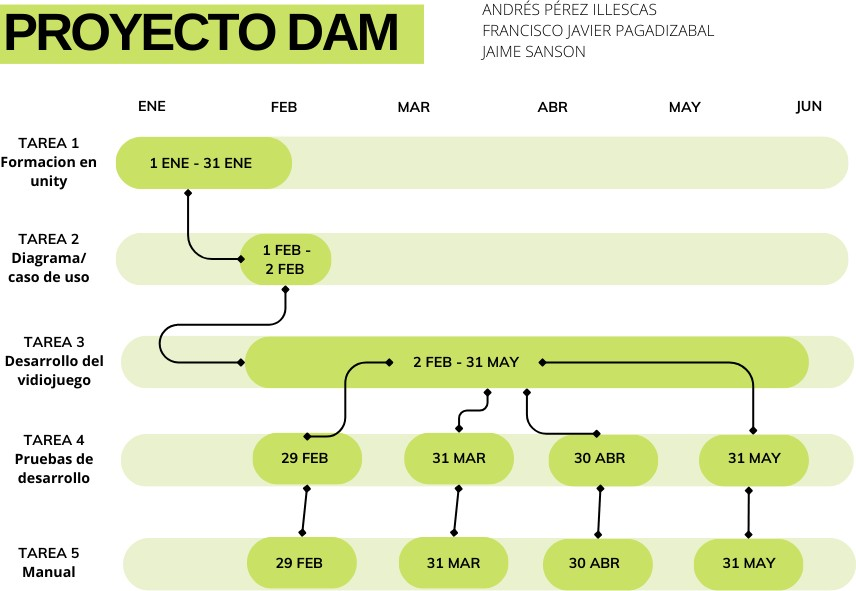 PROYECTO DAM
ANDRÉS PÉREZ ILLESCAS
FRANCISCO JAVIER PAGADIZABAL
JAIME SANSON
ENE FEB MAR ABR MAY JUN
TAREA 1
Formacion en
unity
1 ENE - 31 ENE
TAREA 2
Diagrama/
caso de uso
1 FEB -
2 FEB
TAREA 3
Desarrollo del
vidiojuego
2 FEB - 31 MAY
TAREA 4
Pruebas de
desarrollo
29 FEB 31 MAR 30 ABR 31 MAY
TAREA 5
Manual
29 FEB 31 MAR 30 ABR 31 MAY